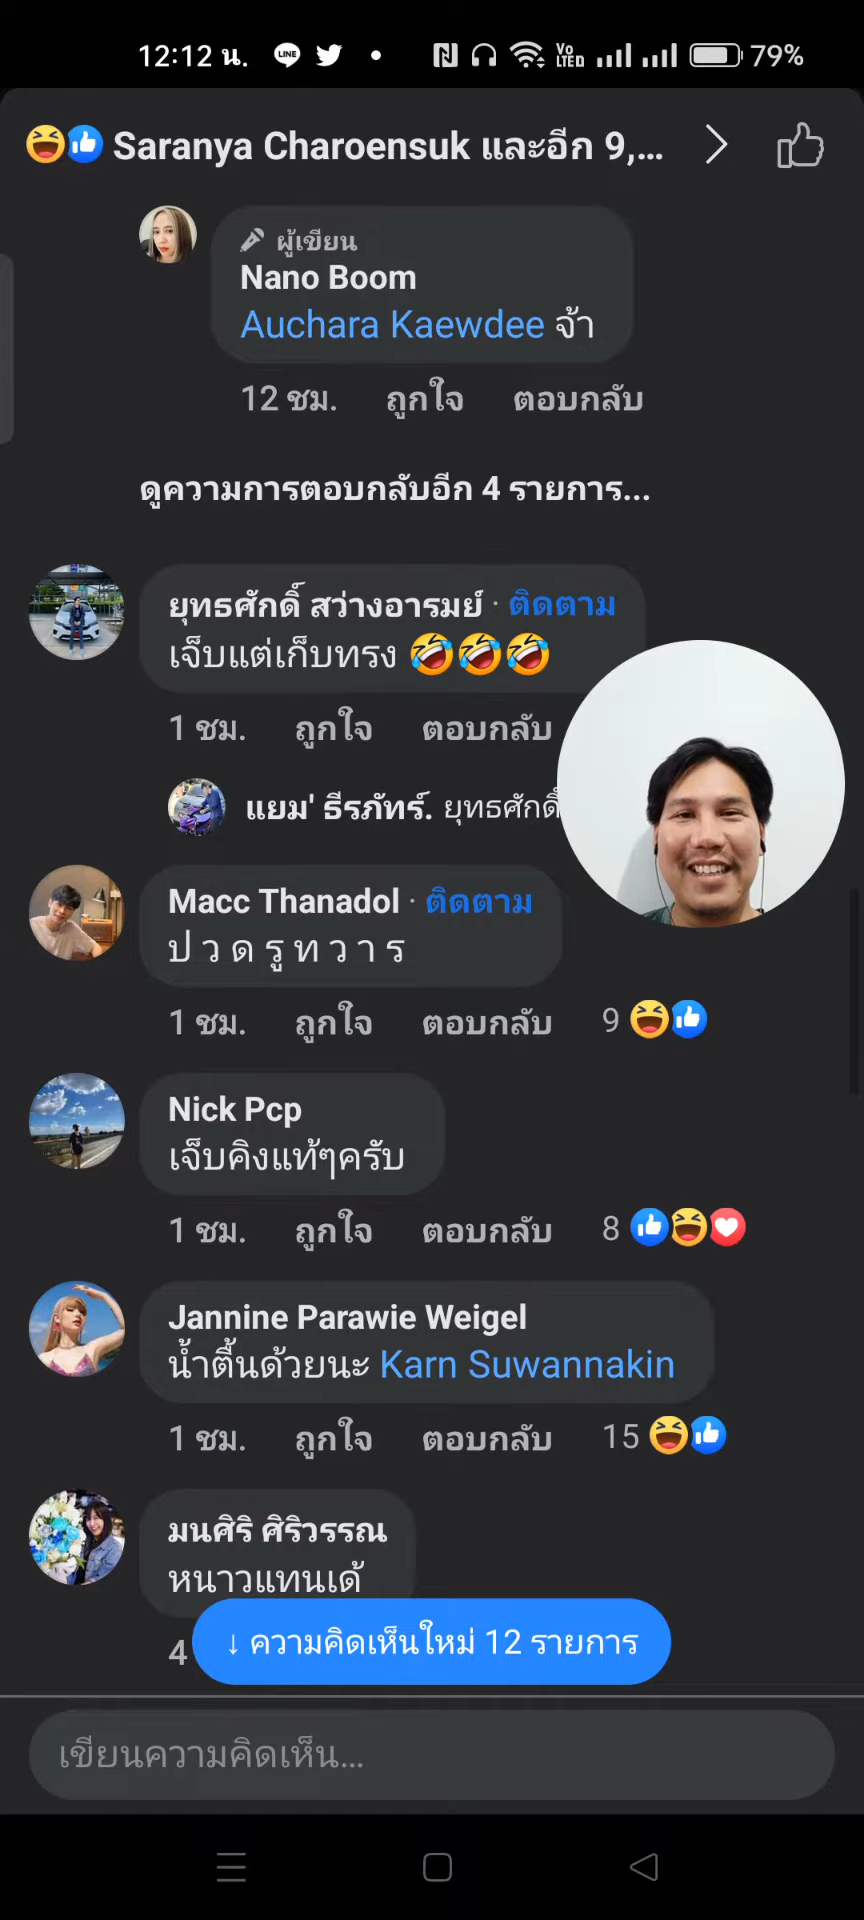 12:12 น. LINE VoLTED 79%
Saranya Charoensuk และอีก 9,...
ผู้เขียน
Nano Boom
Auchara Kaewdee จ้า
12 ชม. ถูกใจ ตอบกลับ
ดูความการตอบกลับอีก 4 รายการ...
ยุทธศักดิ์ สว่างอารมย์ · ติดตาม
เจ็บแต่เก็บทรง 🤣🤣🤣
1 ชม. ถูกใจ ตอบกลับ
แยม' ธีรภัทร์. ยุทธศักดิ์
Macc Thanadol · ติดตาม
ป ว ด รู ท ว า ร
1 ชม. ถูกใจ ตอบกลับ 9
Nick Pcp
เจ็บคิงแท้ๆครับ
1 ชม. ถูกใจ ตอบกลับ 8
Jannine Parawie Weigel
น้ำตื้นด้วยนะ Karn Suwannakin
1 ชม. ถูกใจ ตอบกลับ 15
มนศิริ ศิริวรรณ
หนาวแทนเด้
4
↓ ความคิดเห็นใหม่ 12 รายการ
เขียนความคิดเห็น...